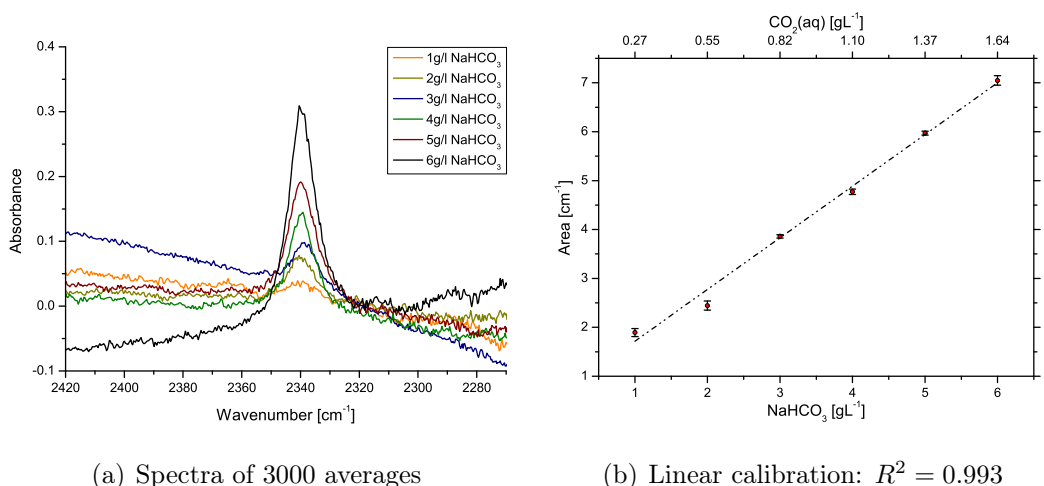 0.4
0.3
0.2
0.1
0.0
-0.1
Absorbance
1g/l NaHCO₃
2g/l NaHCO₃
3g/l NaHCO₃
4g/l NaHCO₃
5g/l NaHCO₃
6g/l NaHCO₃
2420 2400 2380 2360 2340 2320 2300 2280
Wavenumber [cm⁻¹]
(a) Spectra of 3000 averages
CO₂(aq) [gL⁻¹]
0.27 0.55 0.82 1.10 1.37 1.64
7
6
5
4
3
2
1
Area [cm⁻¹]
1 2 3 4 5 6
NaHCO₃ [gL⁻¹]
(b) Linear calibration: R² = 0.993